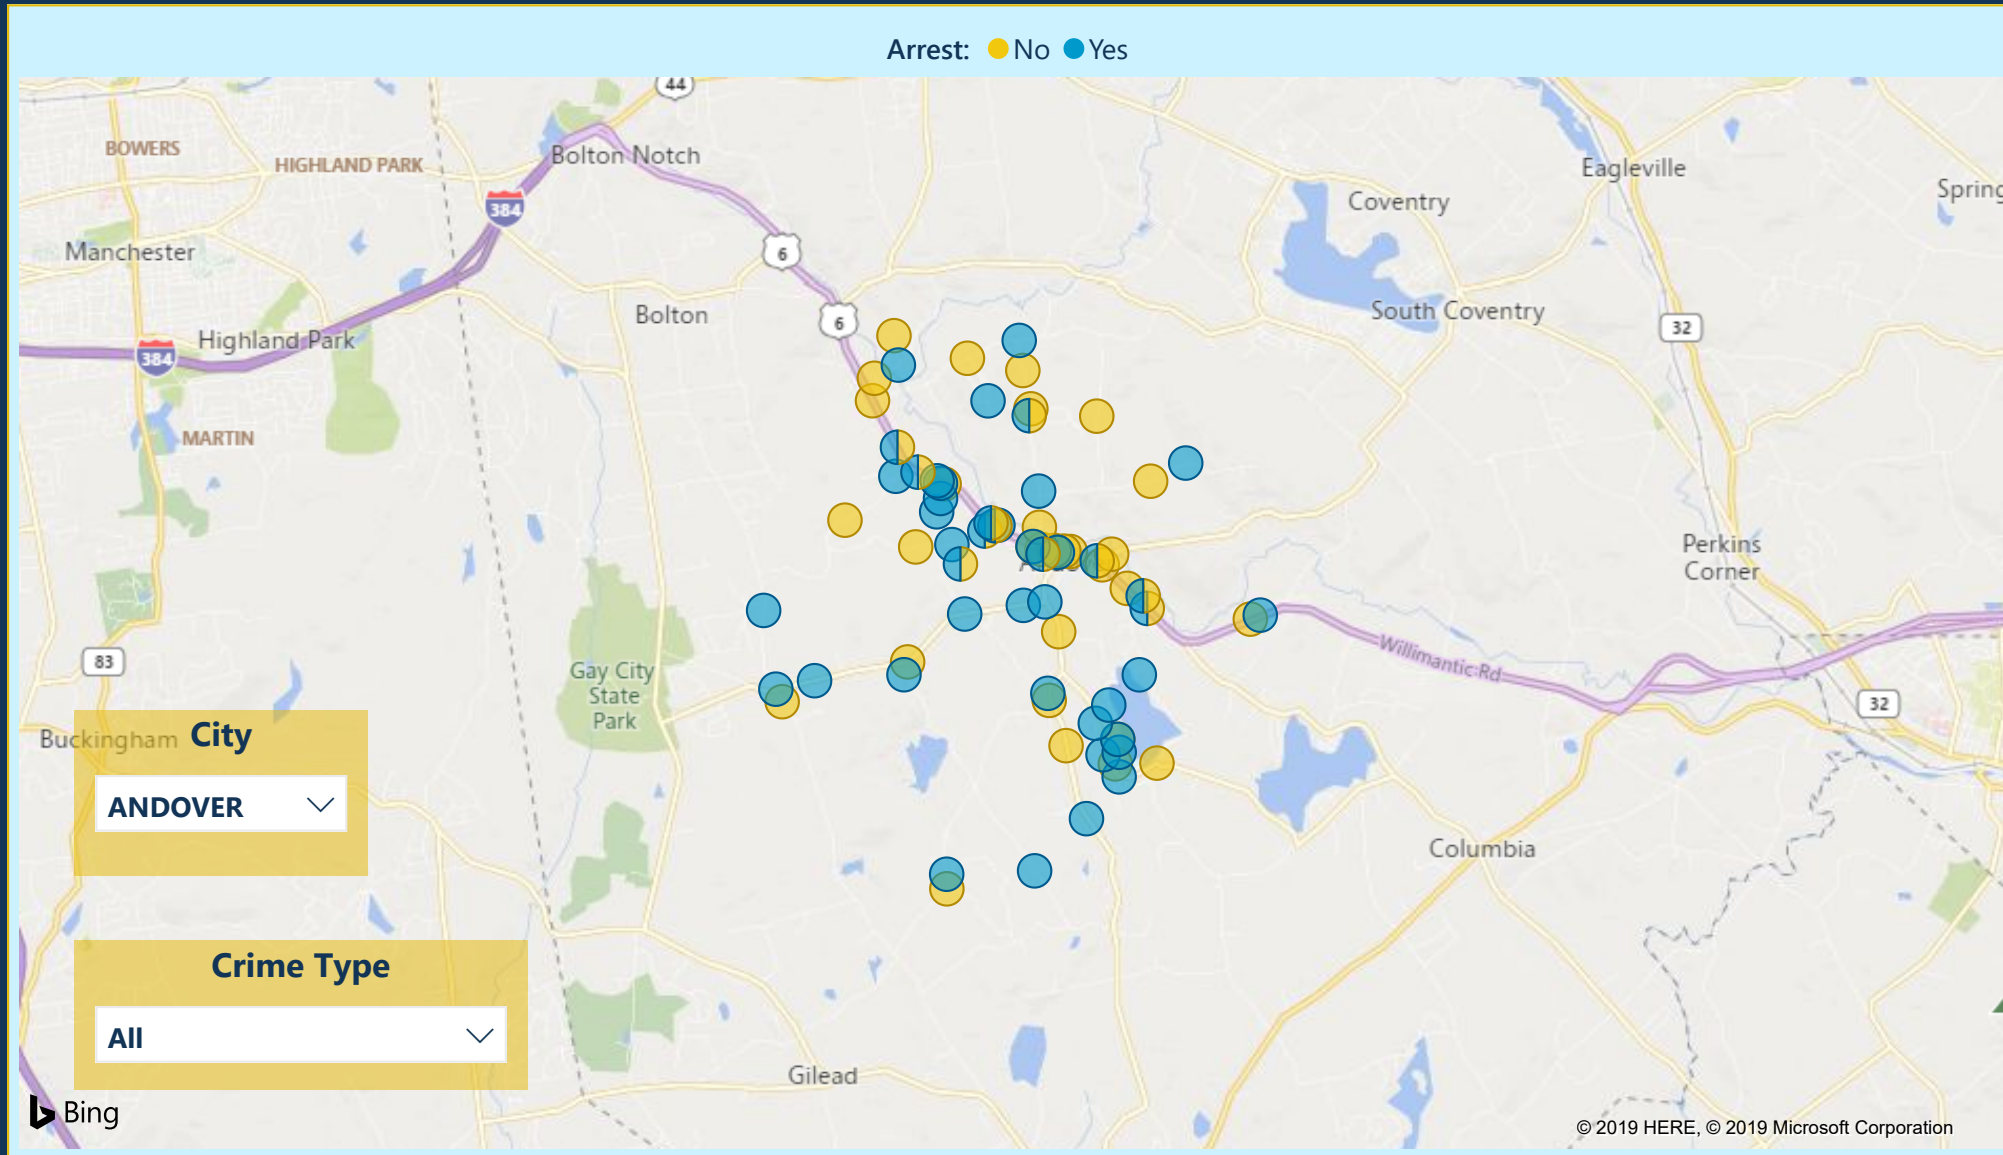 Arrest: No Yes
44
BOWERS
HIGHLAND PARK
Bolton Notch
Eagleville
Spring
Coventry
384
Manchester
6
Bolton
6
South Coventry
32
Highland Park
384
MARTIN
Perkins
Corner
83
Gay City
State
Park
Willimantic Rd
32
Buckingham
City
ANDOVER
Columbia
Crime Type
All
Gilead
Bing
© 2019 HERE, © 2019 Microsoft Corporation